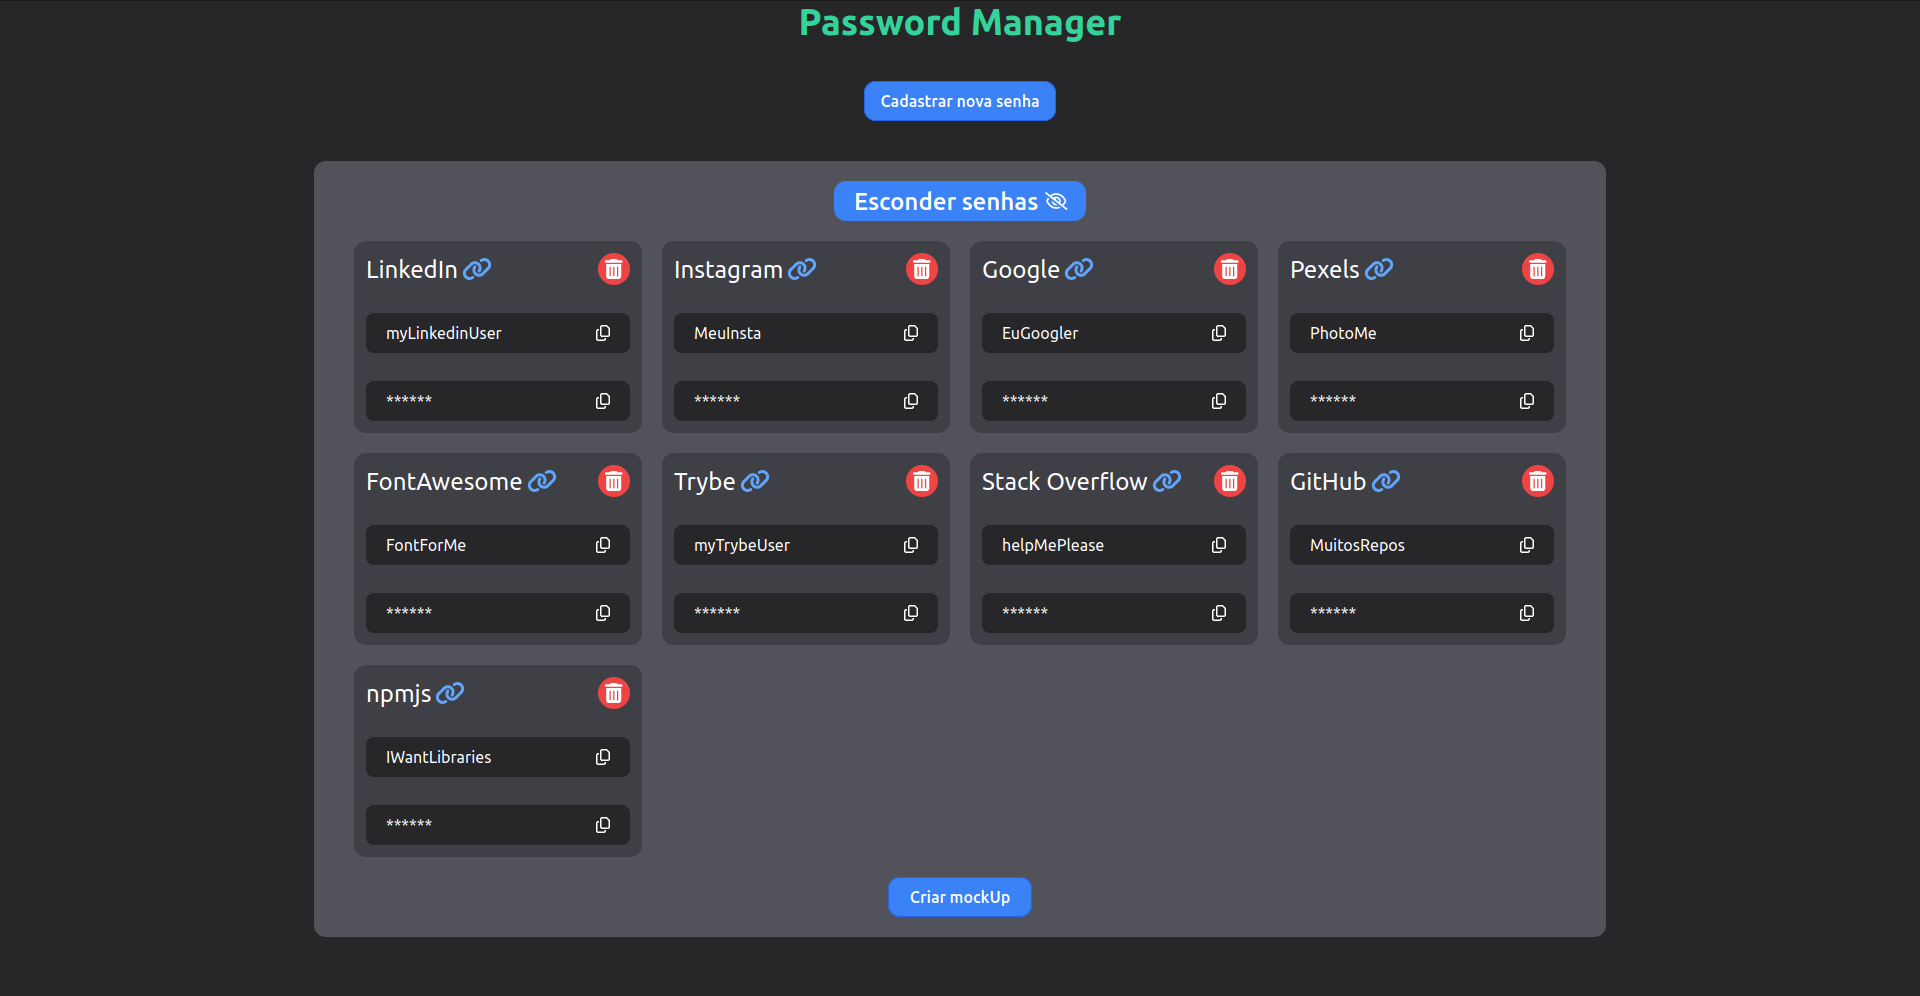 Password Manager
Cadastrar nova senha
Esconder senhas
LinkedIn
myLinkedinUser
******
Instagram
MeuInsta
******
Google
EuGoogler
******
Pexels
PhotoMe
******
FontAwesome
FontForMe
******
Trybe
myTrybeUser
******
Stack Overflow
helpMePlease
******
GitHub
MuitosRepos
******
npmjs
IWantLibraries
******
Criar mockUp